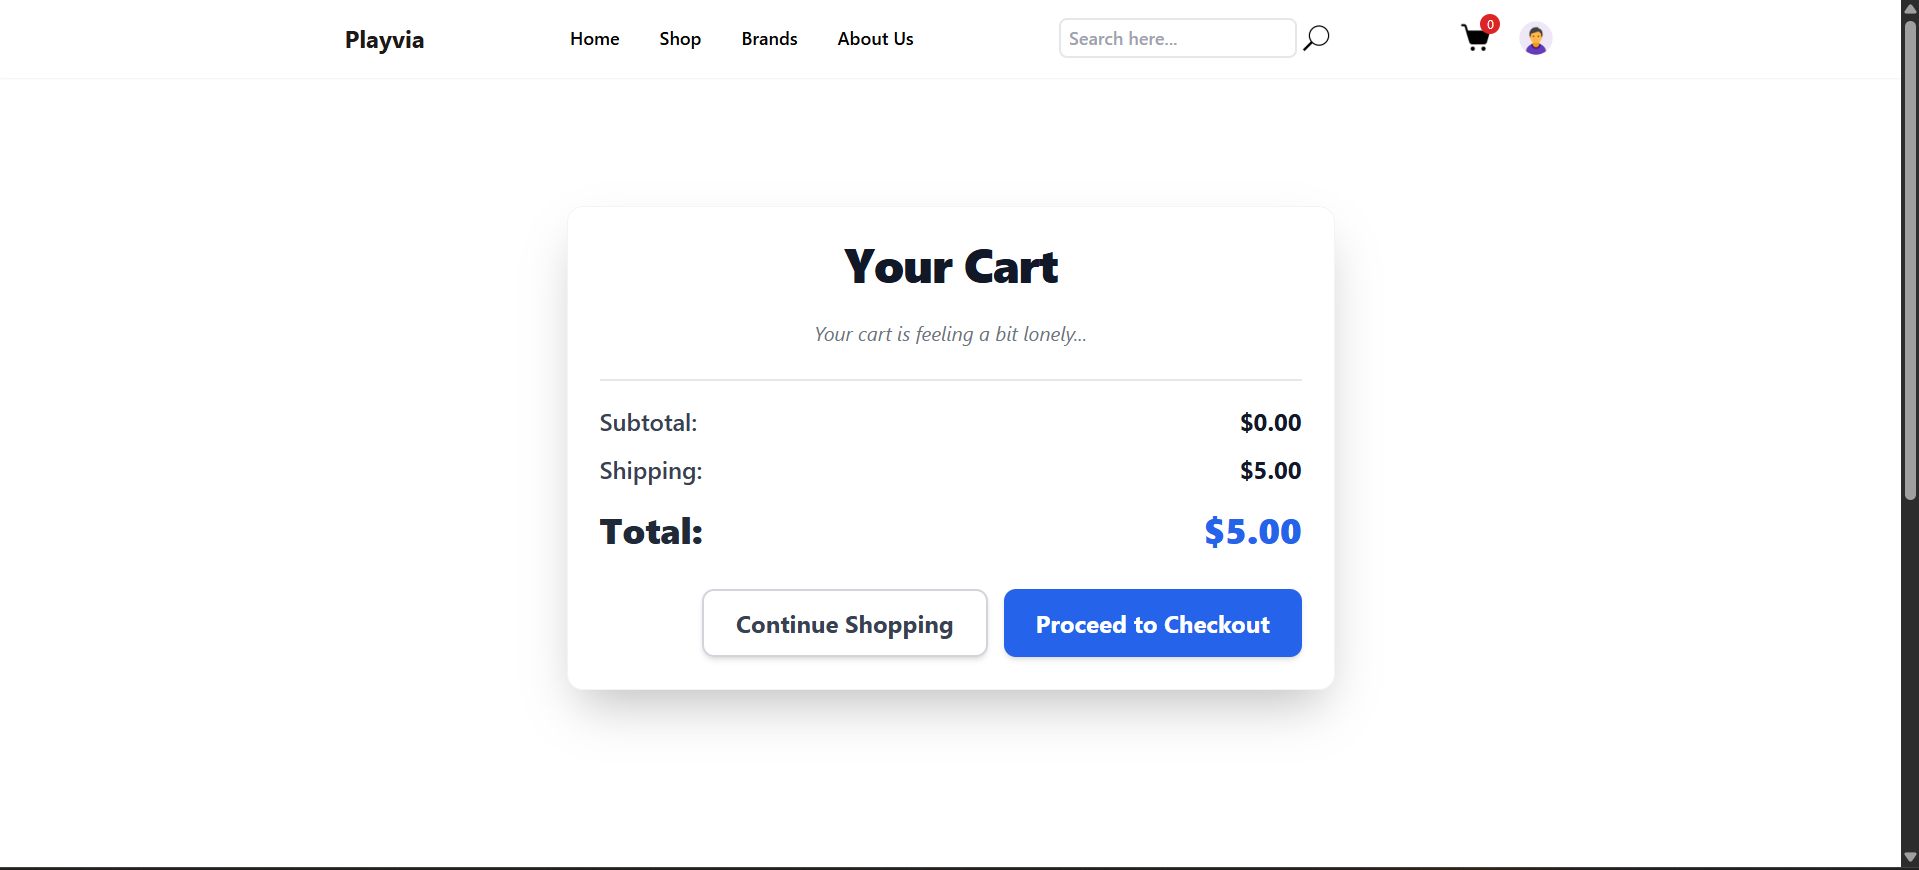 Playvia
Home
Shop
Brands
About Us
Search here...
0
Your Cart
Your cart is feeling a bit lonely...
Subtotal: $0.00
Shipping: $5.00
Total: $5.00
Continue Shopping
Proceed to Checkout